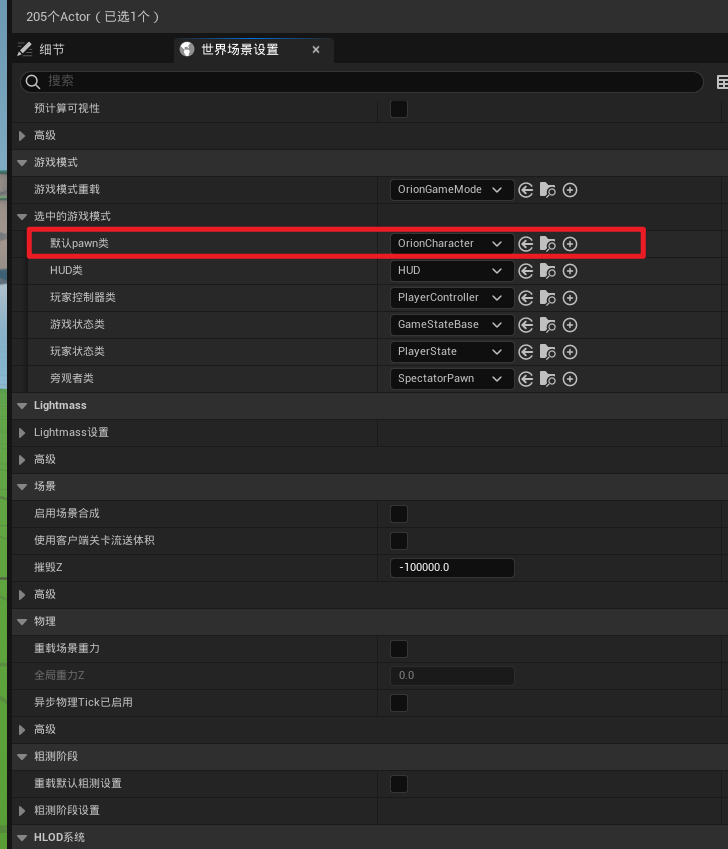 205个Actor（已选1个）
细节
世界场景设置
搜索
预计算可视性
高级
游戏模式
游戏模式重载 OrionGameMode
选中的游戏模式
默认pawn类 OrionCharacter
HUD类 HUD
玩家控制器类 PlayerController
游戏状态类 GameStateBase
玩家状态类 PlayerState
旁观者类 SpectatorPawn
Lightmass
Lightmass设置
高级
场景
启用场景合成
使用客户端关卡流送体积
摧毁Z -100000.0
高级
物理
重载场景重力
全局重力Z 0.0
异步物理Tick已启用
高级
粗测阶段
重载默认粗测设置
粗测阶段设置
HLOD系统